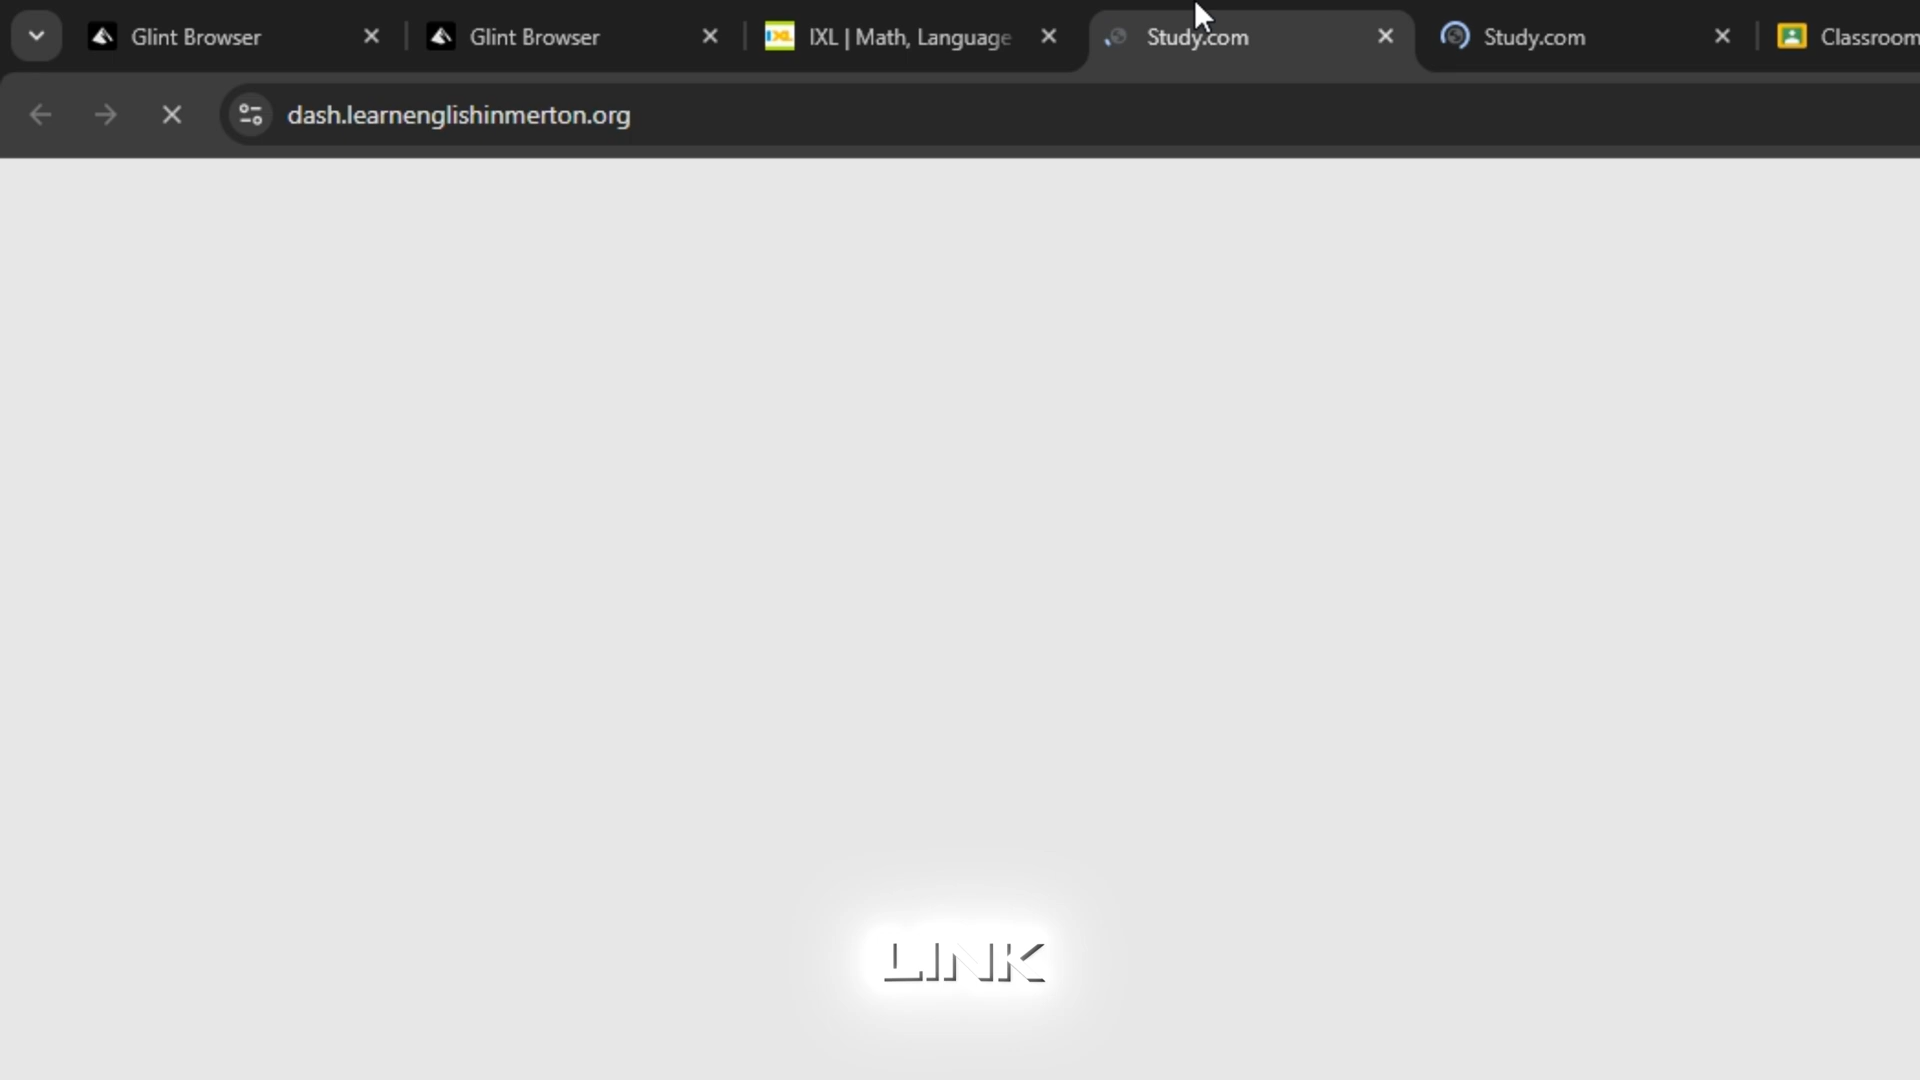 Glint Browser
Glint Browser
IXL | Math, Language
Study.com
Study.com
Classroom
dash.learnenglishinmerton.org
LINK